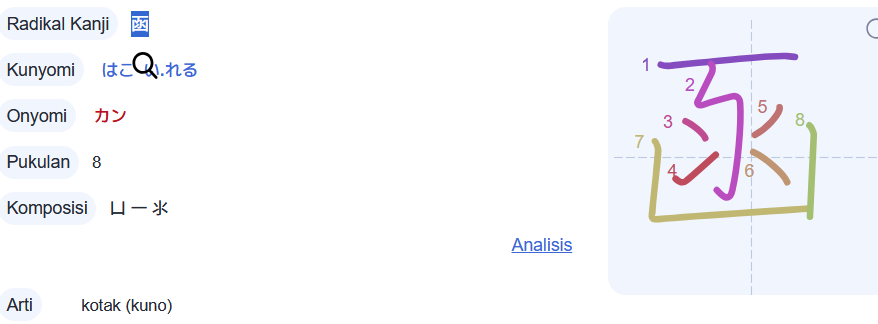 Radikal Kanji 函
Kunyomi はこ い.れる
Onyomi カン
Pukulan 8
Komposisi 凵 一 氺
Analisis
Arti kotak (kuno)
1
2
3
4
5
6
7
8